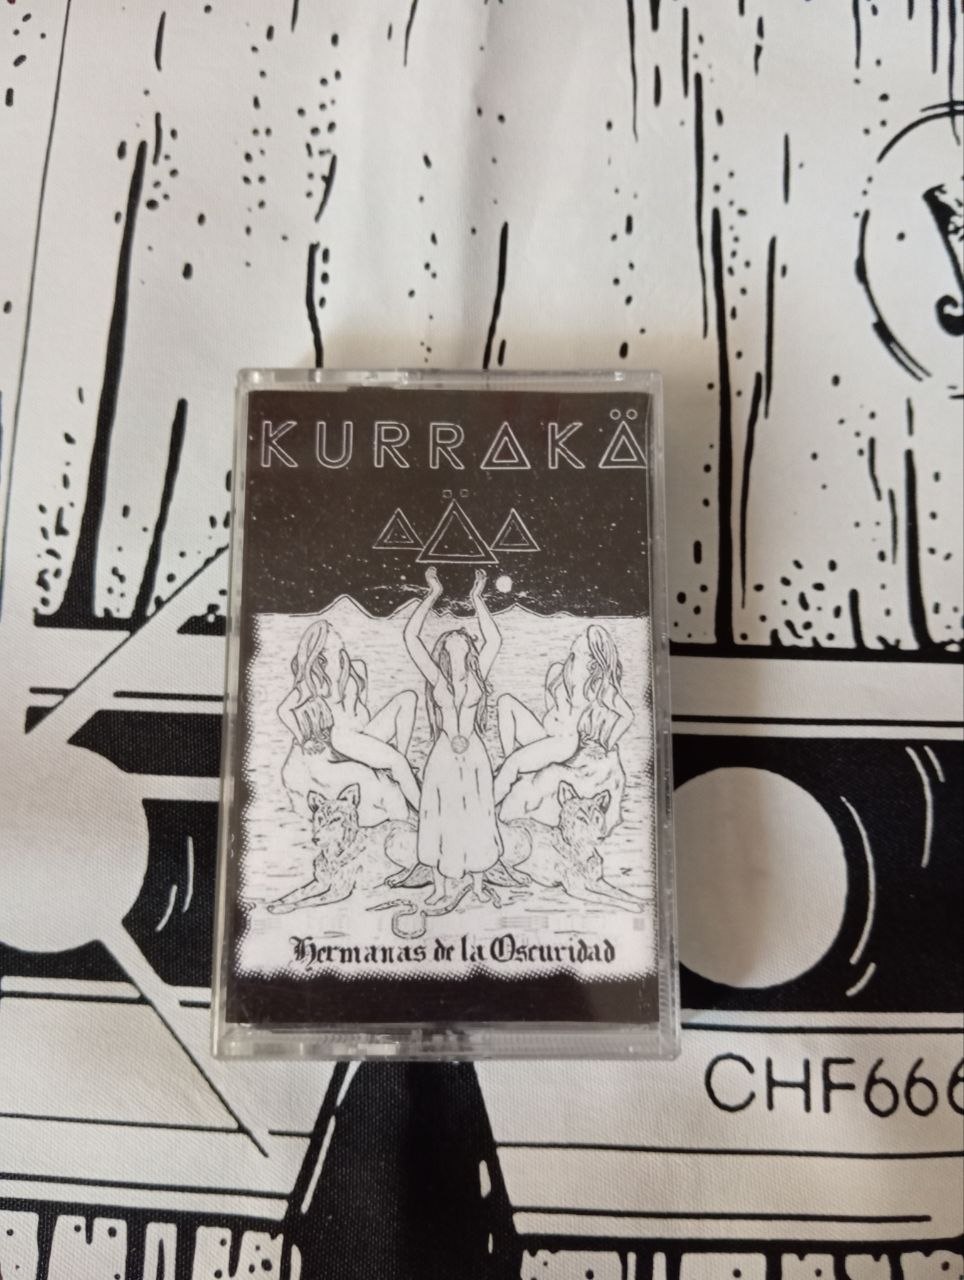 KURRAKÄ
Hermanas de la Oscuridad
CHF666